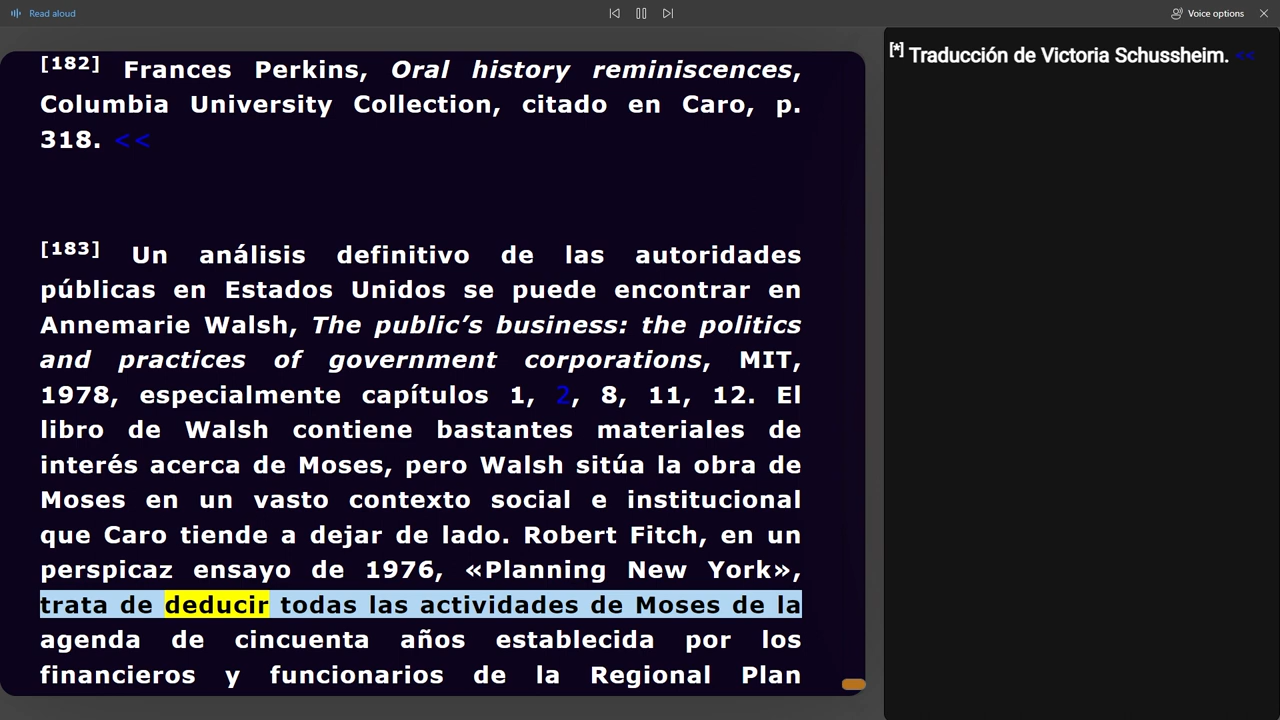 Read aloud
Voice options
[182] Frances Perkins, Oral history reminiscences,
Columbia University Collection, citado en Caro, p.
318. <<
[183] Un análisis definitivo de las autoridades
públicas en Estados Unidos se puede encontrar en
Annemarie Walsh, The public’s business: the politics
and practices of government corporations, MIT,
1978, especialmente capítulos 1, 2, 8, 11, 12. El
libro de Walsh contiene bastantes materiales de
interés acerca de Moses, pero Walsh sitúa la obra de
Moses en un vasto contexto social e institucional
que Caro tiende a dejar de lado. Robert Fitch, en un
perspicaz ensayo de 1976, «Planning New York»,
trata de deducir todas las actividades de Moses de la
agenda de cincuenta años establecida por los
financieros y funcionarios de la Regional Plan
[*] Traducción de Victoria Schussheim. <<